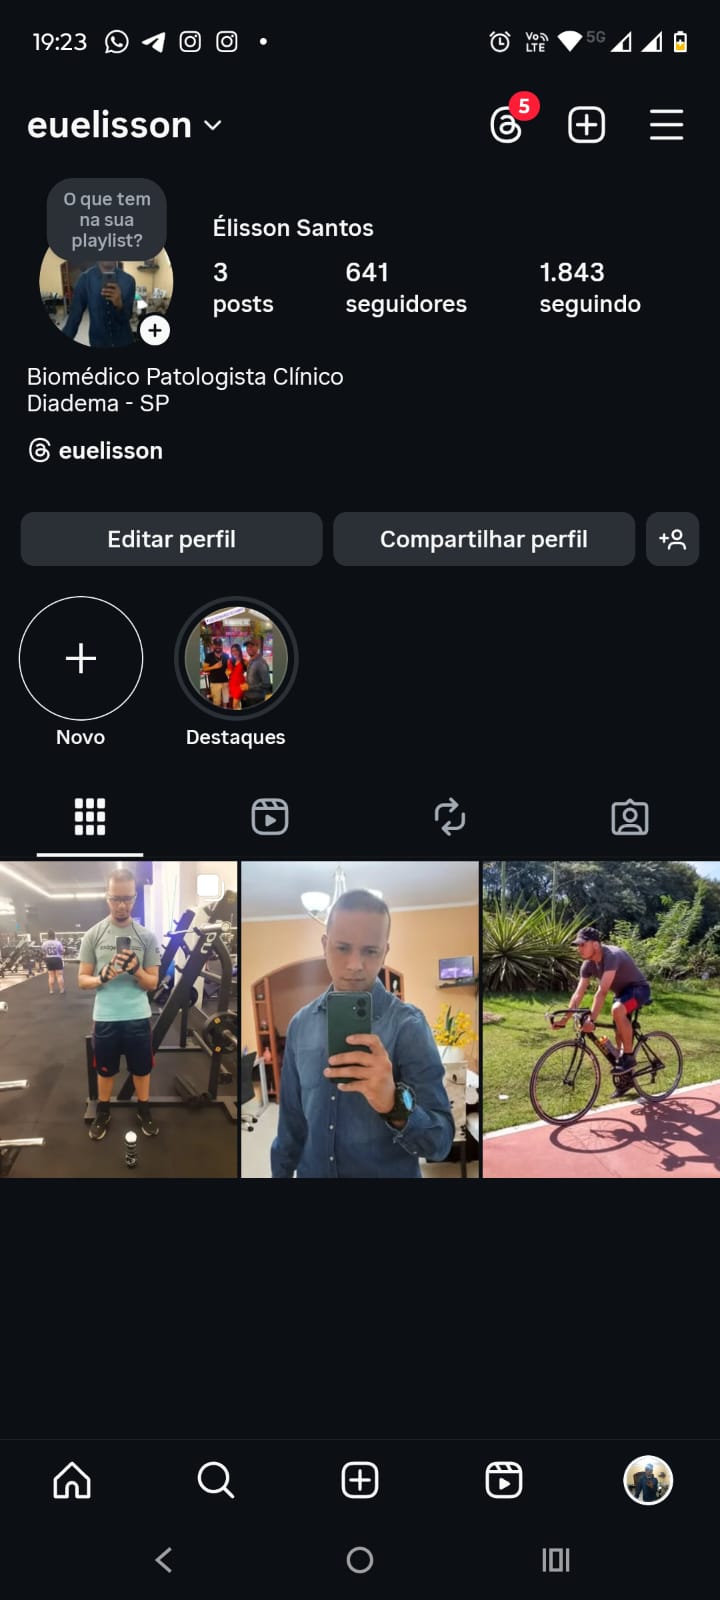 19:23
Vo))
LTE
5G
euelisson
5
O que tem
na sua
playlist?
Élisson Santos
3
posts
641
seguidores
1.843
seguindo
Biomédico Patologista Clínico
Diadema - SP
euelisson
Editar perfil
Compartilhar perfil
Novo
Destaques